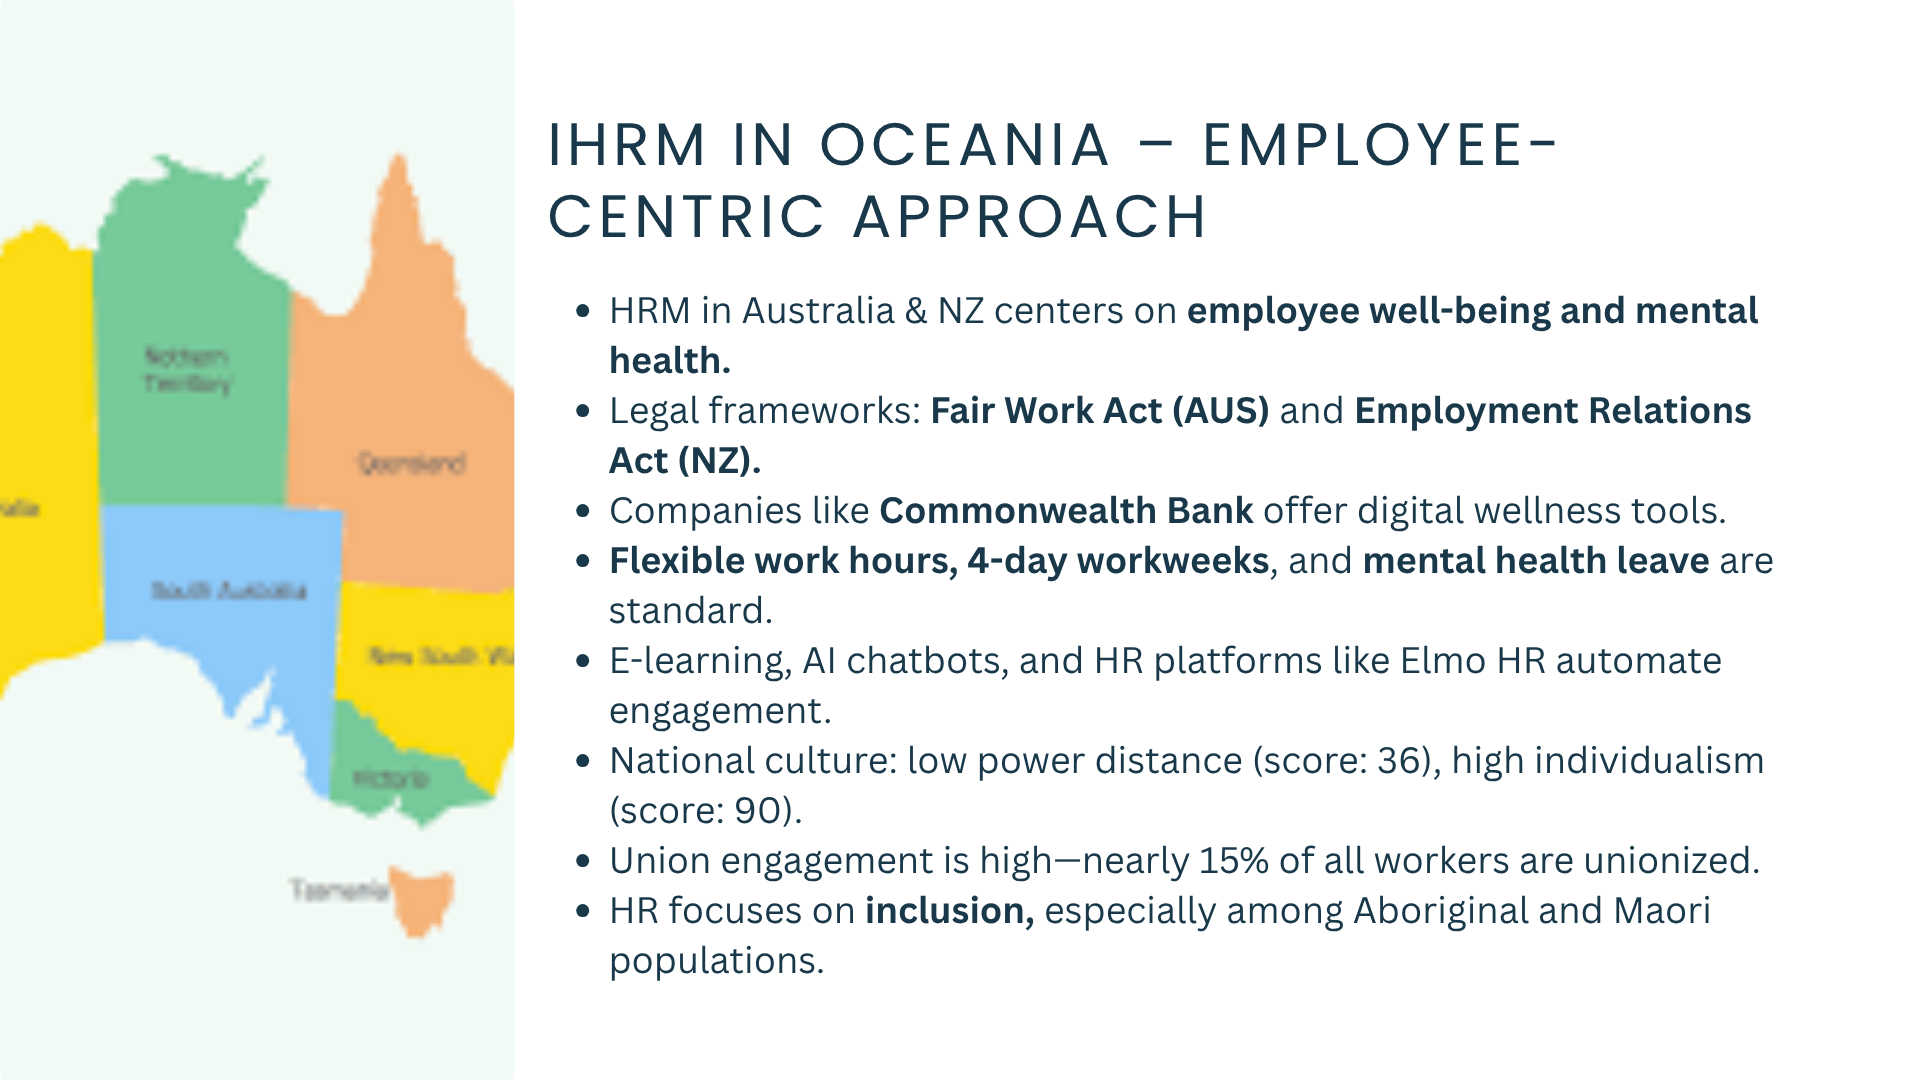 IHRM IN OCEANIA – EMPLOYEE-
CENTRIC APPROACH
• HRM in Australia & NZ centers on employee well-being and mental
health.
• Legal frameworks: Fair Work Act (AUS) and Employment Relations
Act (NZ).
• Companies like Commonwealth Bank offer digital wellness tools.
• Flexible work hours, 4-day workweeks, and mental health leave are
standard.
• E-learning, AI chatbots, and HR platforms like Elmo HR automate
engagement.
• National culture: low power distance (score: 36), high individualism
(score: 90).
• Union engagement is high—nearly 15% of all workers are unionized.
• HR focuses on inclusion, especially among Aboriginal and Maori
populations.
Territory
Queensland
South Australia
New South
Victoria
Tasmania